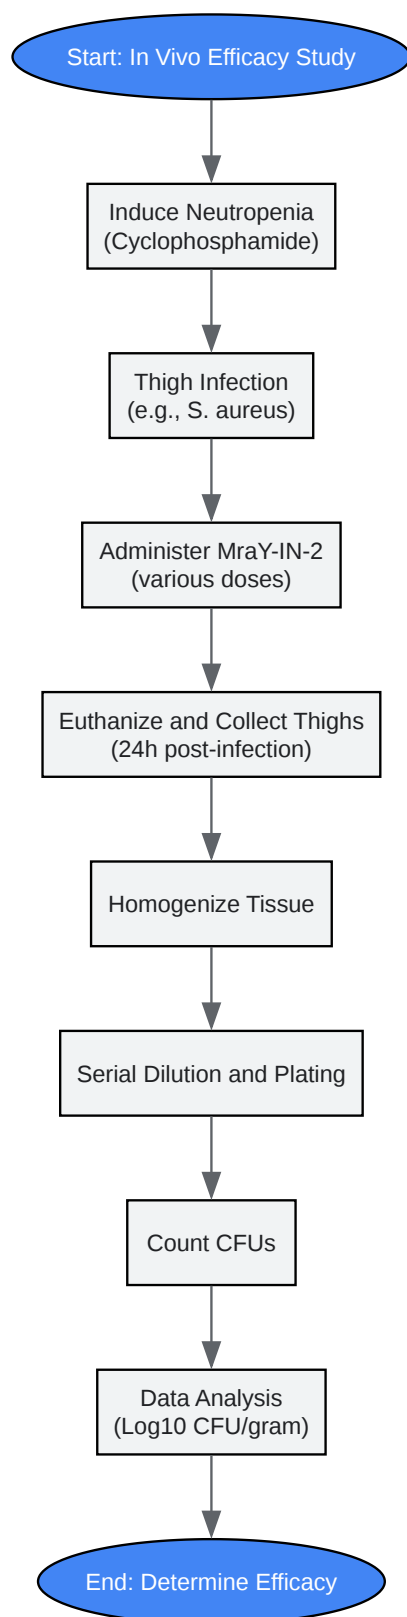 Start: In Vivo Efficacy Study
Induce Neutropenia
(Cyclophosphamide)
Thigh Infection
(e.g., S. aureus)
Administer MraY-IN-2
(various doses)
Euthanize and Collect Thighs
(24h post-infection)
Homogenize Tissue
Serial Dilution and Plating
Count CFUs
Data Analysis
(Log10 CFU/gram)
End: Determine Efficacy